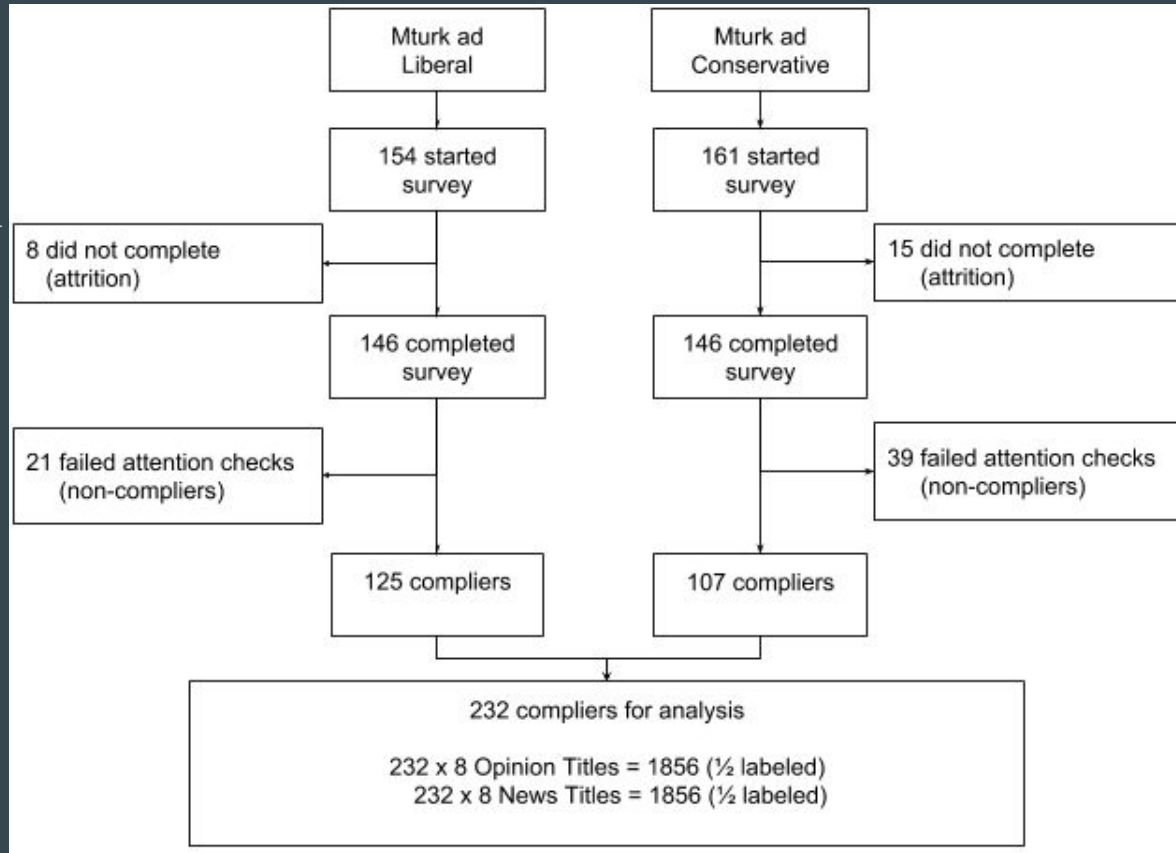 Mturk ad
Liberal
Mturk ad
Conservative
154 started
survey
161 started
survey
8 did not complete
(attrition)
15 did not complete
(attrition)
146 completed
survey
146 completed
survey
21 failed attention checks
(non-compliers)
39 failed attention checks
(non-compliers)
125 compliers
107 compliers
232 compliers for analysis
232 x 8 Opinion Titles = 1856 (½ labeled)
232 x 8 News Titles = 1856 (½ labeled)